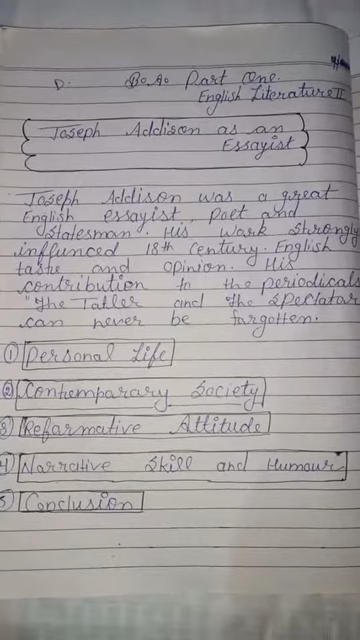 D. B.A. Part One.
English Literature II
Joseph Addison as an
Essayist
Joseph Addison was a great
English essayist, Poet and
Statesman. His work strongly
inffunced 18th Century. English
taste and opinion. His
contribution to the periodicals
"The Tatler and The Spectator
can never be forgotten.
① Personal Life
② Contemparary Society
③ Reformative Attitude
④ Narrative Skill and Humour
⑤ Conclusion